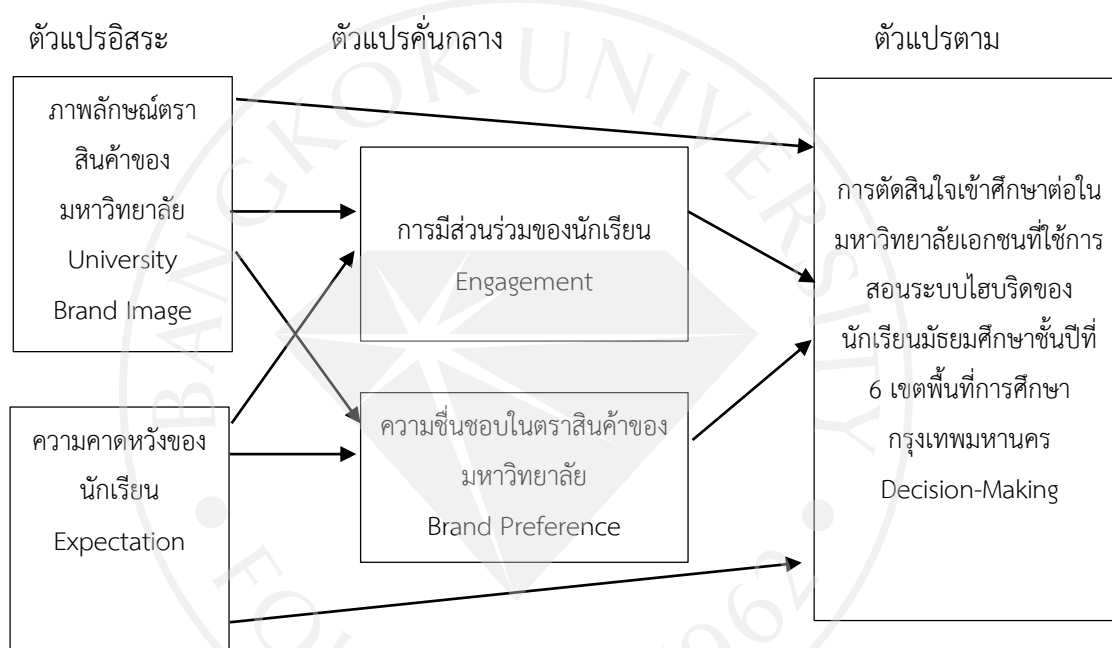 ตัวแปรอิสระ
ตัวแปรคั่นกลาง
ตัวแปรตาม
ภาพลักษณ์ตรา
สินค้าของ
มหาวิทยาลัย
University
Brand Image
ความคาดหวังของ
นักเรียน
Expectation
การมีส่วนร่วมของนักเรียน
Engagement
ความชื่นชอบในตราสินค้าของ
มหาวิทยาลัย
Brand Preference
การตัดสินใจเข้าศึกษาต่อใน
มหาวิทยาลัยเอกชนที่ใช้การ
สอนระบบไฮบริดของ
นักเรียนมัธยมศึกษาชั้นปีที่
6 เขตพื้นที่การศึกษา
กรุงเทพมหานคร
Decision-Making
BANGKOK UNIVERSITY